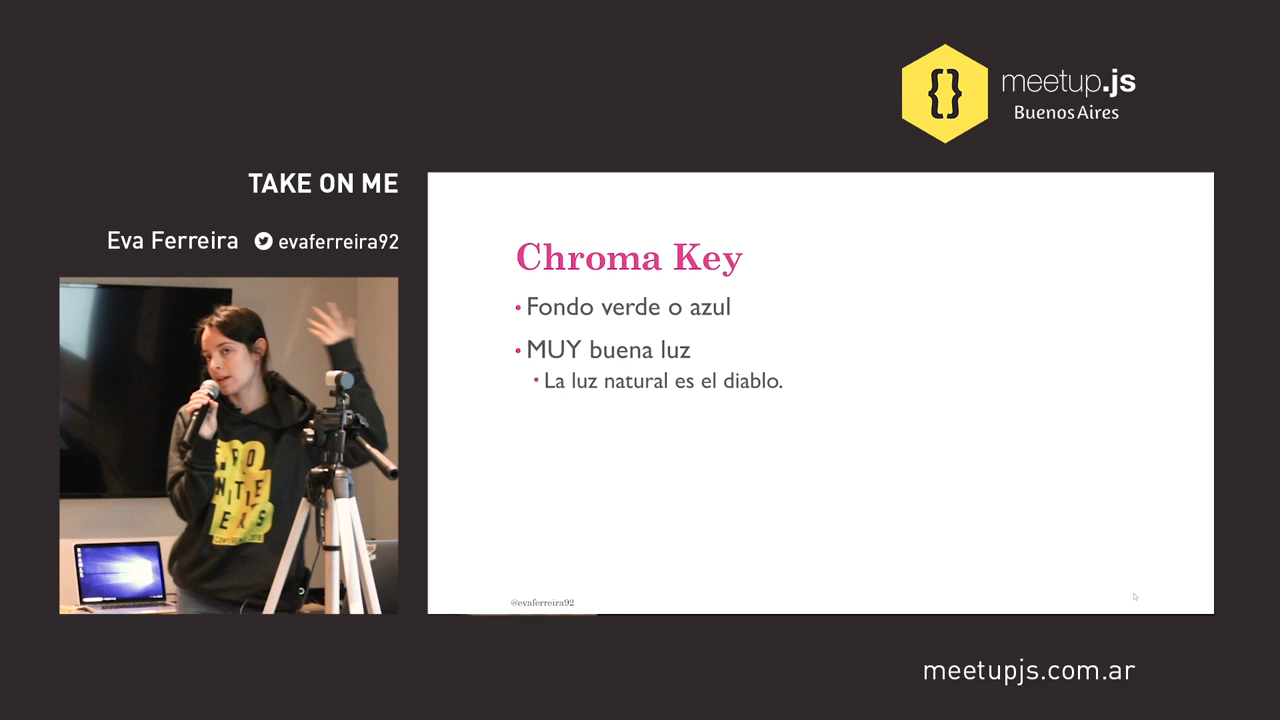 {}
meetup.js
Buenos Aires
TAKE ON ME
Eva Ferreira evaferreira92
Chroma Key
• Fondo verde o azul
• MUY buena luz
• La luz natural es el diablo.
@evaferreira92
meetupjs.com.ar